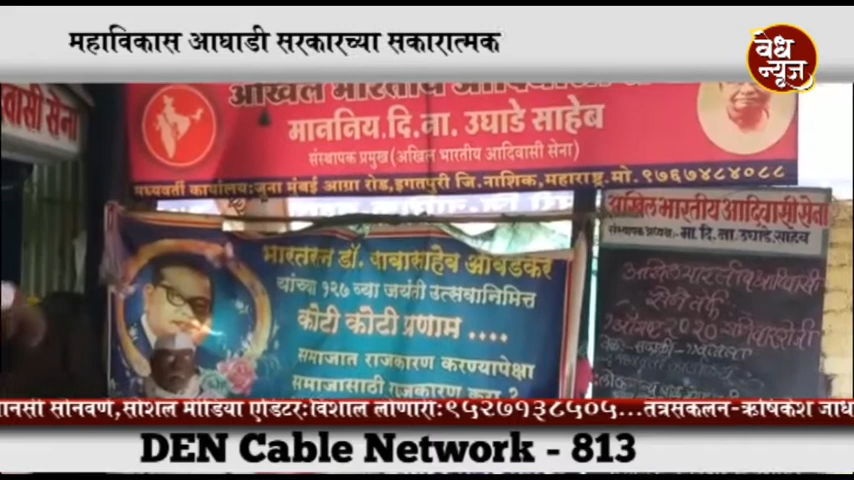 महाविकास आघाडी सरकारच्या सकारात्मक
वेध
न्यूज
आदिवासी सेना
अखिल भारतीय आदिवासी
माननिय.दि.ना. उघाडे साहेब
संस्थापक प्रमुख(अखिल भारतीय आदिवासी सेना)
मध्यवर्ती कार्यालय:जुना मुंबई आग्रा रोड,इगतपुरी जि.नाशिक,महाराष्ट्र.मो.९७६७४८४०८८
अखिल भारतीय आदिवासी सेना
संस्थापक अध्यक्ष:- मा.दि.ना.उघाडे.साहेब
भारतरत्न डॉ. बाबासाहेब आंबेडकर
यांच्या १२७ व्या जयंती उत्सवानिमित्त
कोटी कोटी प्रणाम ....
समाजात राजकारण करण्यापेक्षा
समाजासाठी राजकारण करा ?
अखिल भारतीय आदिवासी
सेने तर्फे
ऑगस्ट २०२०
मानसी सोनवणे,सोशल मीडिया एडिटर:विशाल लोणारी:९५२७१३८५०५...तंत्रसंकलन-ऋषिकेश जाध
DEN Cable Network - 813